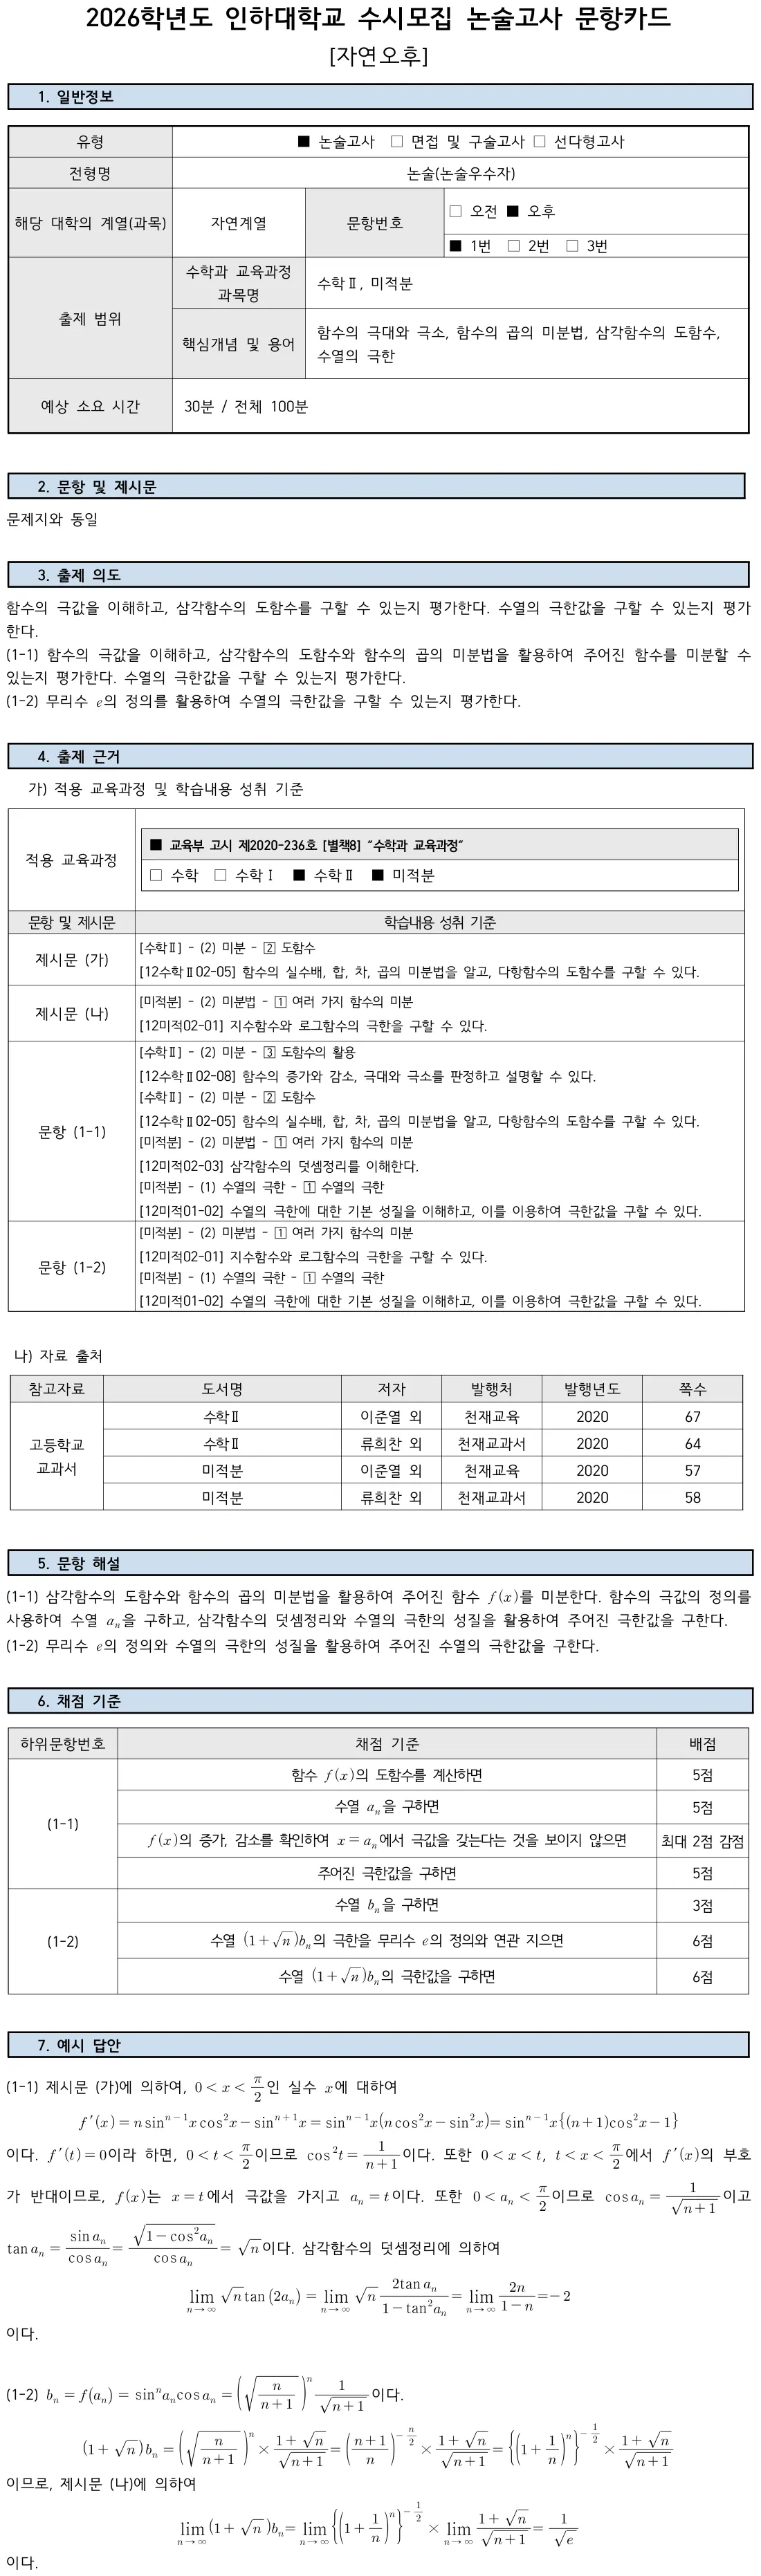 2026학년도 인하대학교 수시모집 논술고사 문항카드
[자연오후]
1. 일반정보
유형 ■ 논술고사 □ 면접 및 구술고사 □ 선다형고사
전형명 논술(논술우수자)
해당 대학의 계열(과목) 자연계열 문항번호 □ 오전 ■ 오후
■ 1번 □ 2번 □ 3번
출제 범위 수학과 교육과정 과목명 수학Ⅱ, 미적분
핵심개념 및 용어 함수의 극대와 극소, 함수의 곱의 미분법, 삼각함수의 도함수,
수열의 극한
예상 소요 시간 30분 / 전체 100분
2. 문항 및 제시문
문제지와 동일
3. 출제 의도
함수의 극값을 이해하고, 삼각함수의 도함수를 구할 수 있는지 평가한다. 수열의 극한값을 구할 수 있는지 평가
한다.
(1-1) 함수의 극값을 이해하고, 삼각함수의 도함수와 함수의 곱의 미분법을 활용하여 주어진 함수를 미분할 수
있는지 평가한다. 수열의 극한값을 구할 수 있는지 평가한다.
(1-2) 무리수 e의 정의를 활용하여 수열의 극한값을 구할 수 있는지 평가한다.
4. 출제 근거
가) 적용 교육과정 및 학습내용 성취 기준
적용 교육과정
■ 교육부 고시 제2020-236호 [별책8] "수학과 교육과정"
□ 수학 □ 수학Ⅰ ■ 수학Ⅱ ■ 미적분
문항 및 제시문 학습내용 성취 기준
제시문 (가)
[수학Ⅱ] - (2) 미분 - ② 도함수
[12수학Ⅱ02-05] 함수의 실수배, 합, 차, 곱의 미분법을 알고, 다항함수의 도함수를 구할 수 있다.
제시문 (나)
[미적분] - (2) 미분법 - ① 여러 가지 함수의 미분
[12미적02-01] 지수함수와 로그함수의 극한을 구할 수 있다.
문항 (1-1)
[수학Ⅱ] - (2) 미분 - ③ 도함수의 활용
[12수학Ⅱ02-08] 함수의 증가와 감소, 극대와 극소를 판정하고 설명할 수 있다.
[수학Ⅱ] - (2) 미분 - ② 도함수
[12수학Ⅱ02-05] 함수의 실수배, 합, 차, 곱의 미분법을 알고, 다항함수의 도함수를 구할 수 있다.
[미적분] - (2) 미분법 - ① 여러 가지 함수의 미분
[12미적02-03] 삼각함수의 덧셈정리를 이해한다.
[미적분] - (1) 수열의 극한 - ① 수열의 극한
[12미적01-02] 수열의 극한에 대한 기본 성질을 이해하고, 이를 이용하여 극한값을 구할 수 있다.
문항 (1-2)
[미적분] - (2) 미분법 - ① 여러 가지 함수의 미분
[12미적02-01] 지수함수와 로그함수의 극한을 구할 수 있다.
[미적분] - (1) 수열의 극한 - ① 수열의 극한
[12미적01-02] 수열의 극한에 대한 기본 성질을 이해하고, 이를 이용하여 극한값을 구할 수 있다.
나) 자료 출처
참고자료 도서명 저자 발행처 발행년도 쪽수
고등학교 교과서
수학Ⅱ 이준열 외 천재교육 2020 67
수학Ⅱ 류희찬 외 천재교과서 2020 64
미적분 이준열 외 천재교육 2020 57
미적분 류희찬 외 천재교과서 2020 58
5. 문항 해설
(1-1) 삼각함수의 도함수와 함수의 곱의 미분법을 활용하여 주어진 함수 f(x)를 미분한다. 함수의 극값의 정의를
사용하여 수열 aₙ을 구하고, 삼각함수의 덧셈정리와 수열의 극한의 성질을 활용하여 주어진 극한값을 구한다.
(1-2) 무리수 e의 정의와 수열의 극한의 성질을 활용하여 주어진 수열의 극한값을 구한다.
6. 채점 기준
하위문항번호 채점 기준 배점
(1-1)
함수 f(x)의 도함수를 계산하면 5점
수열 aₙ을 구하면 5점
f(x)의 증가, 감소를 확인하여 x=aₙ에서 극값을 갖는다는 것을 보이지 않으면 최대 2점 감점
주어진 극한값을 구하면 5점
(1-2)
수열 bₙ을 구하면 3점
수열 (1+√n)bₙ의 극한을 무리수 e의 정의와 연관 지으면 6점
수열 (1+√n)bₙ의 극한값을 구하면 6점
7. 예시 답안
(1-1) 제시문 (가)에 의하여, 0<x<π/2인 실수 x에 대하여
f′(x)=n sinⁿ⁻¹x cos²x−sinⁿ⁺¹x=sinⁿ⁻¹x(n cos²x−sin²x)=sinⁿ⁻¹x{(n+1)cos²x−1}
이다. f′(t)=0이라 하면, 0<t<π/2이므로 cos²t=1/(n+1)이다. 또한 0<x<t, t<x<π/2에서 f′(x)의 부호
가 반대이므로, f(x)는 x=t에서 극값을 가지고 aₙ=t이다. 또한 0<aₙ<π/2이므로 cos aₙ=1/√(n+1)이고
tan aₙ=sin aₙ/cos aₙ=√(1−cos²aₙ)/cos aₙ=√n이다. 삼각함수의 덧셈정리에 의하여
lim(n→∞) √n tan(2aₙ)=lim(n→∞) √n 2tan aₙ/(1−tan²aₙ)=lim(n→∞) 2n/(1−n)=−2
이다.
(1-2) bₙ=f(aₙ)=sinⁿaₙcos aₙ=(√(n/(n+1)))ⁿ 1/√(n+1)이다.
(1+√n)bₙ=(√(n/(n+1)))ⁿ×(1+√n)/√(n+1)=((n+1)/n)^(−n/2)×(1+√n)/√(n+1)={(1+1/n)ⁿ}^(−1/2)×(1+√n)/√(n+1)
이므로, 제시문 (나)에 의하여
lim(n→∞) (1+√n)bₙ=lim(n→∞) {(1+1/n)ⁿ}^(−1/2)×lim(n→∞) (1+√n)/√(n+1)=1/√e
이다.